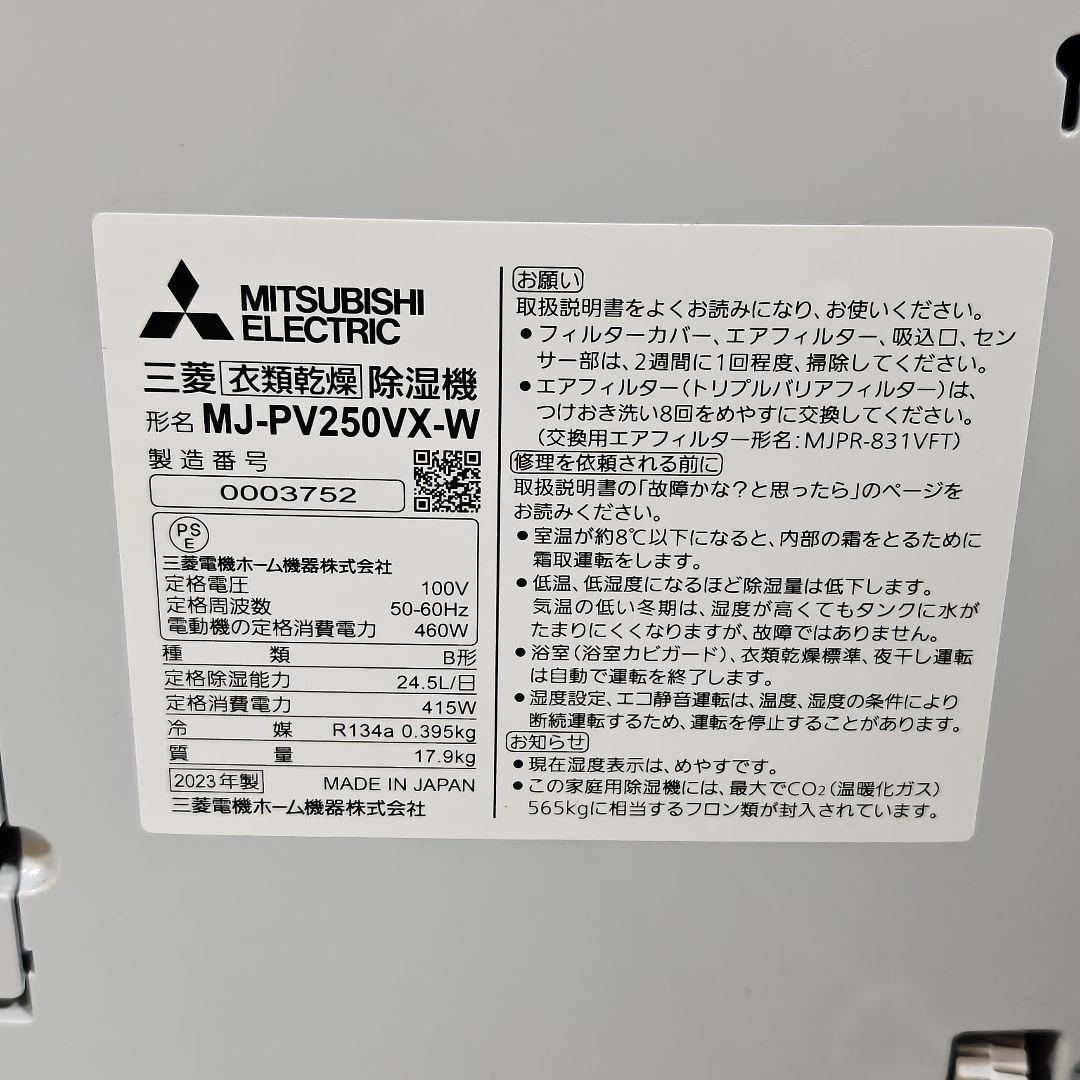 MITSUBISHI
ELECTRIC
三菱 衣類乾燥 除湿機
形名 MJ-PV250VX-W
製造番号
0003752
PS
E
三菱電機ホーム機器株式会社
定格電圧 100V
定格周波数 50-60Hz
電動機の定格消費電力 460W
種類 B形
定格除湿能力 24.5L/日
定格消費電力 415W
冷媒 R134a 0.395kg
質量 17.9kg
2023年製 MADE IN JAPAN
三菱電機ホーム機器株式会社
お願い
取扱説明書をよくお読みになり、お使いください。
●フィルターカバー、エアフィルター、吸込口、セン
サー部は、2週間に1回程度、掃除してください。
●エアフィルター(トリプルバリアフィルター)は、
つけおき洗い8回をめやすに交換してください。
(交換用エアフィルター形名:MJPR-831VFT)
修理を依頼される前に
取扱説明書の「故障かな?と思ったら」のページを
お読みください。
●室温が約8℃以下になると、内部の霜をとるために
霜取運転をします。
●低温、低湿度になるほど除湿量は低下します。
気温の低い冬期は、湿度が高くてもタンクに水が
たまりにくくなりますが、故障ではありません。
●浴室(浴室カビガード)、衣類乾燥標準、夜干し運転
は自動で運転を終了します。
●湿度設定、エコ静音運転は、温度、湿度の条件により
断続運転するため、運転を停止することがあります。
お知らせ
●現在湿度表示は、めやすです。
●この家庭用除湿機には、最大でCO₂(温暖化ガス)
565kgに相当するフロン類が封入されています。